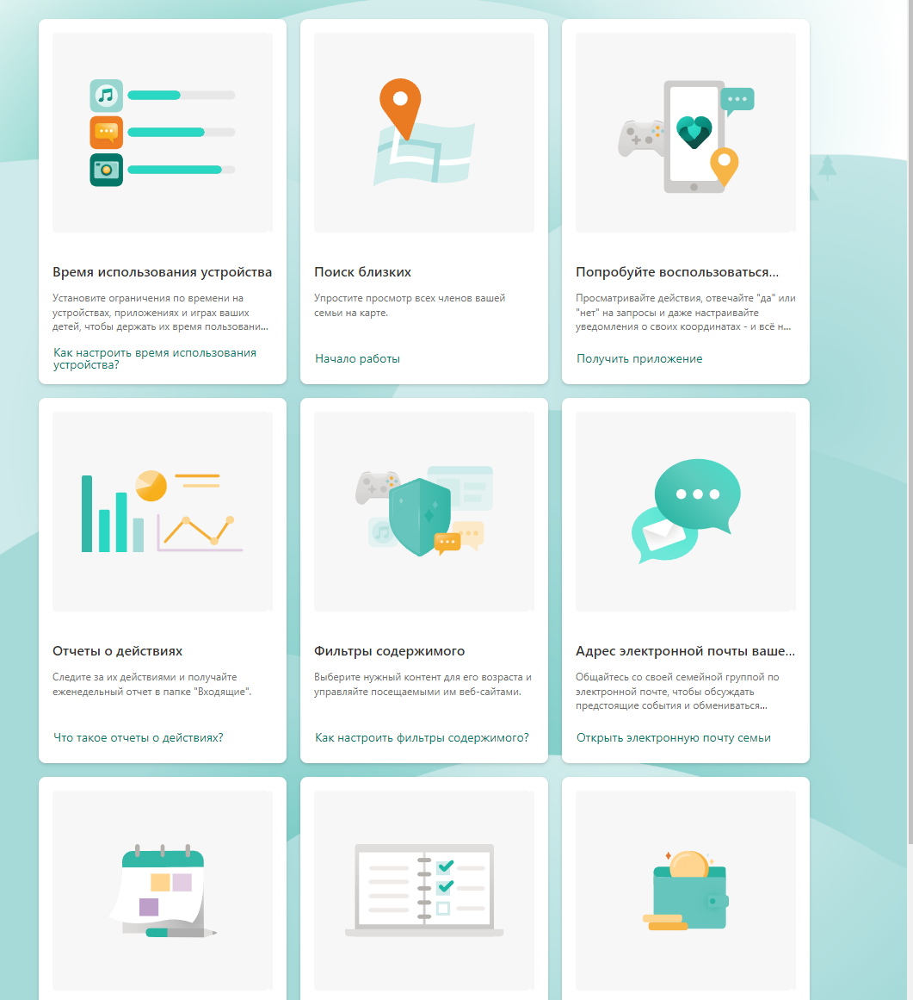 Время использования устройства
Установите ограничения по времени на
устройствах, приложениях и играх ваших
детей, чтобы держать их время пользовани...
Как настроить время использования
устройства?
Поиск близких
Упростите просмотр всех членов вашей
семьи на карте.
Начало работы
Попробуйте воспользоваться...
Просматривайте действия, отвечайте "да" или
"нет" на запросы и даже настраивайте
уведомления о своих координатах - и всё н...
Получить приложение
Отчеты о действиях
Следите за их действиями и получайте
еженедельный отчет в папке "Входящие".
Что такое отчеты о действиях?
Фильтры содержимого
Выберите нужный контент для его возраста и
управляйте посещаемыми им веб-сайтами.
Как настроить фильтры содержимого?
Адрес электронной почты ваше...
Общайтесь со своей семейной группой по
электронной почте, чтобы обсуждать
предстоящие события и обмениваться...
Открыть электронную почту семьи